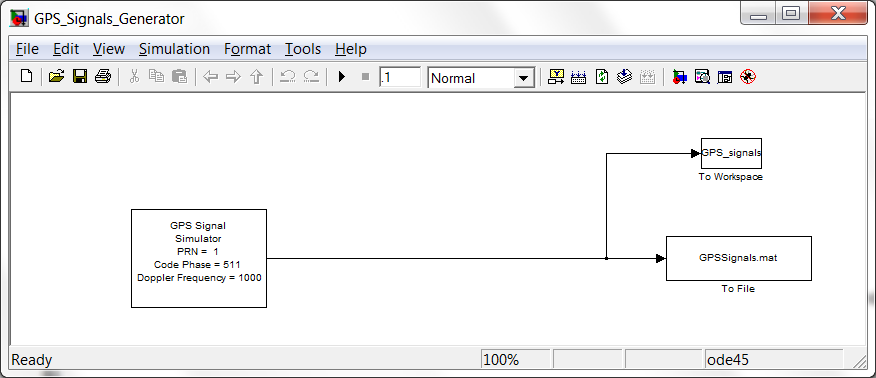 GPS_Signals_Generator
File Edit View Simulation Format Tools Help
.1 Normal
GPS_signals
To Workspace
GPS Signal
Simulator
PRN = 1
Code Phase = 511
Doppler Frequency = 1000
GPSSignals.mat
To File
Ready 100% ode45